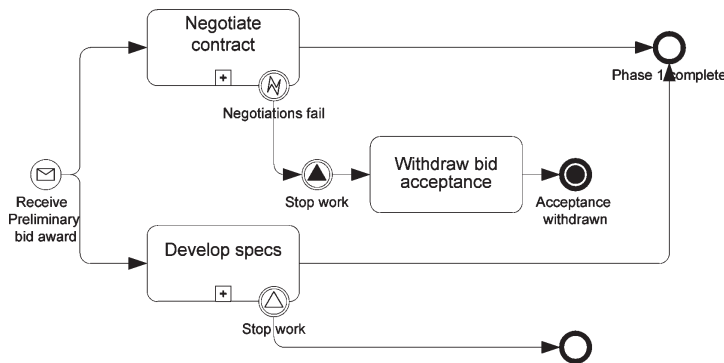 Negotiate
contract
Negotiations fail
Phase 1 complete
Receive
Preliminary
bid award
Stop work
Withdraw bid
acceptance
Acceptance
withdrawn
Develop specs
Stop work